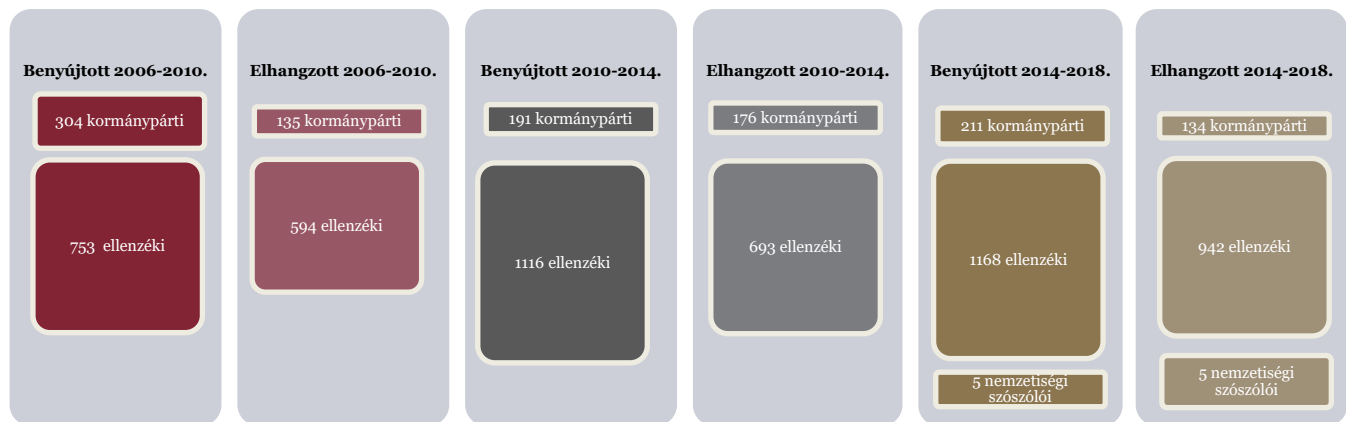 Benyújtott 2006-2010.
304 kormánypárti
753 ellenzéki
Elhangzott 2006-2010.
135 kormánypárti
594 ellenzéki
Benyújtott 2010-2014.
191 kormánypárti
1116 ellenzéki
Elhangzott 2010-2014.
176 kormánypárti
693 ellenzéki
Benyújtott 2014-2018.
211 kormánypárti
1168 ellenzéki
5 nemzetiségi
szószólói
Elhangzott 2014-2018.
134 kormánypárti
942 ellenzéki
5 nemzetiségi
szószólói